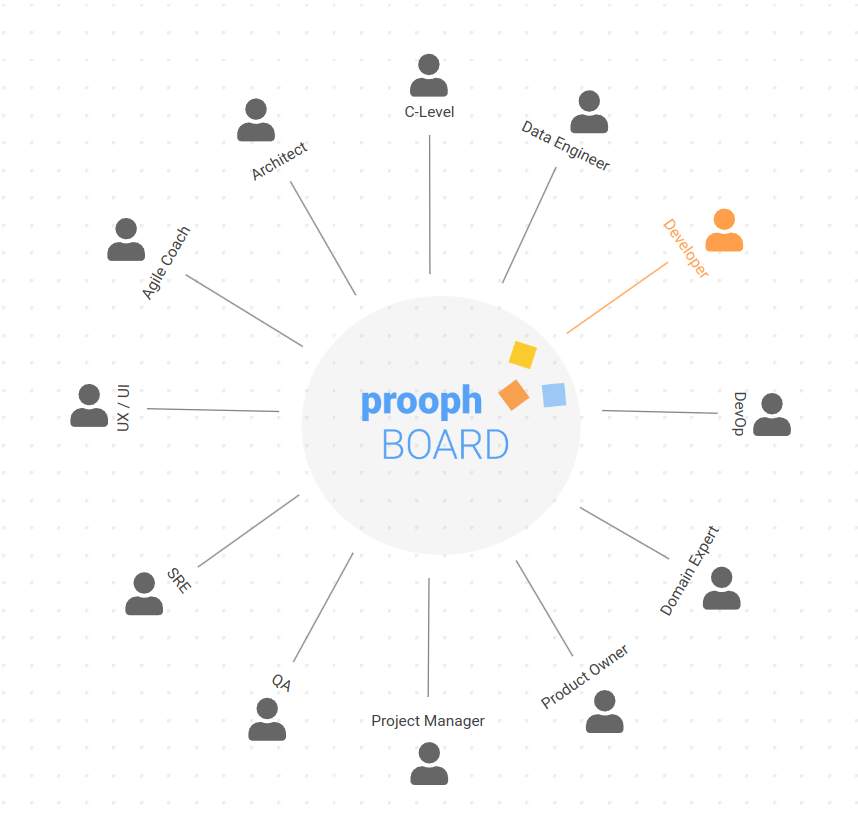 C-Level
Data Engineer
Architect
Developer
Agile Coach
prooph
BOARD
UX / UI
DevOp
Domain Expert
SRE
Product Owner
QA
Project Manager